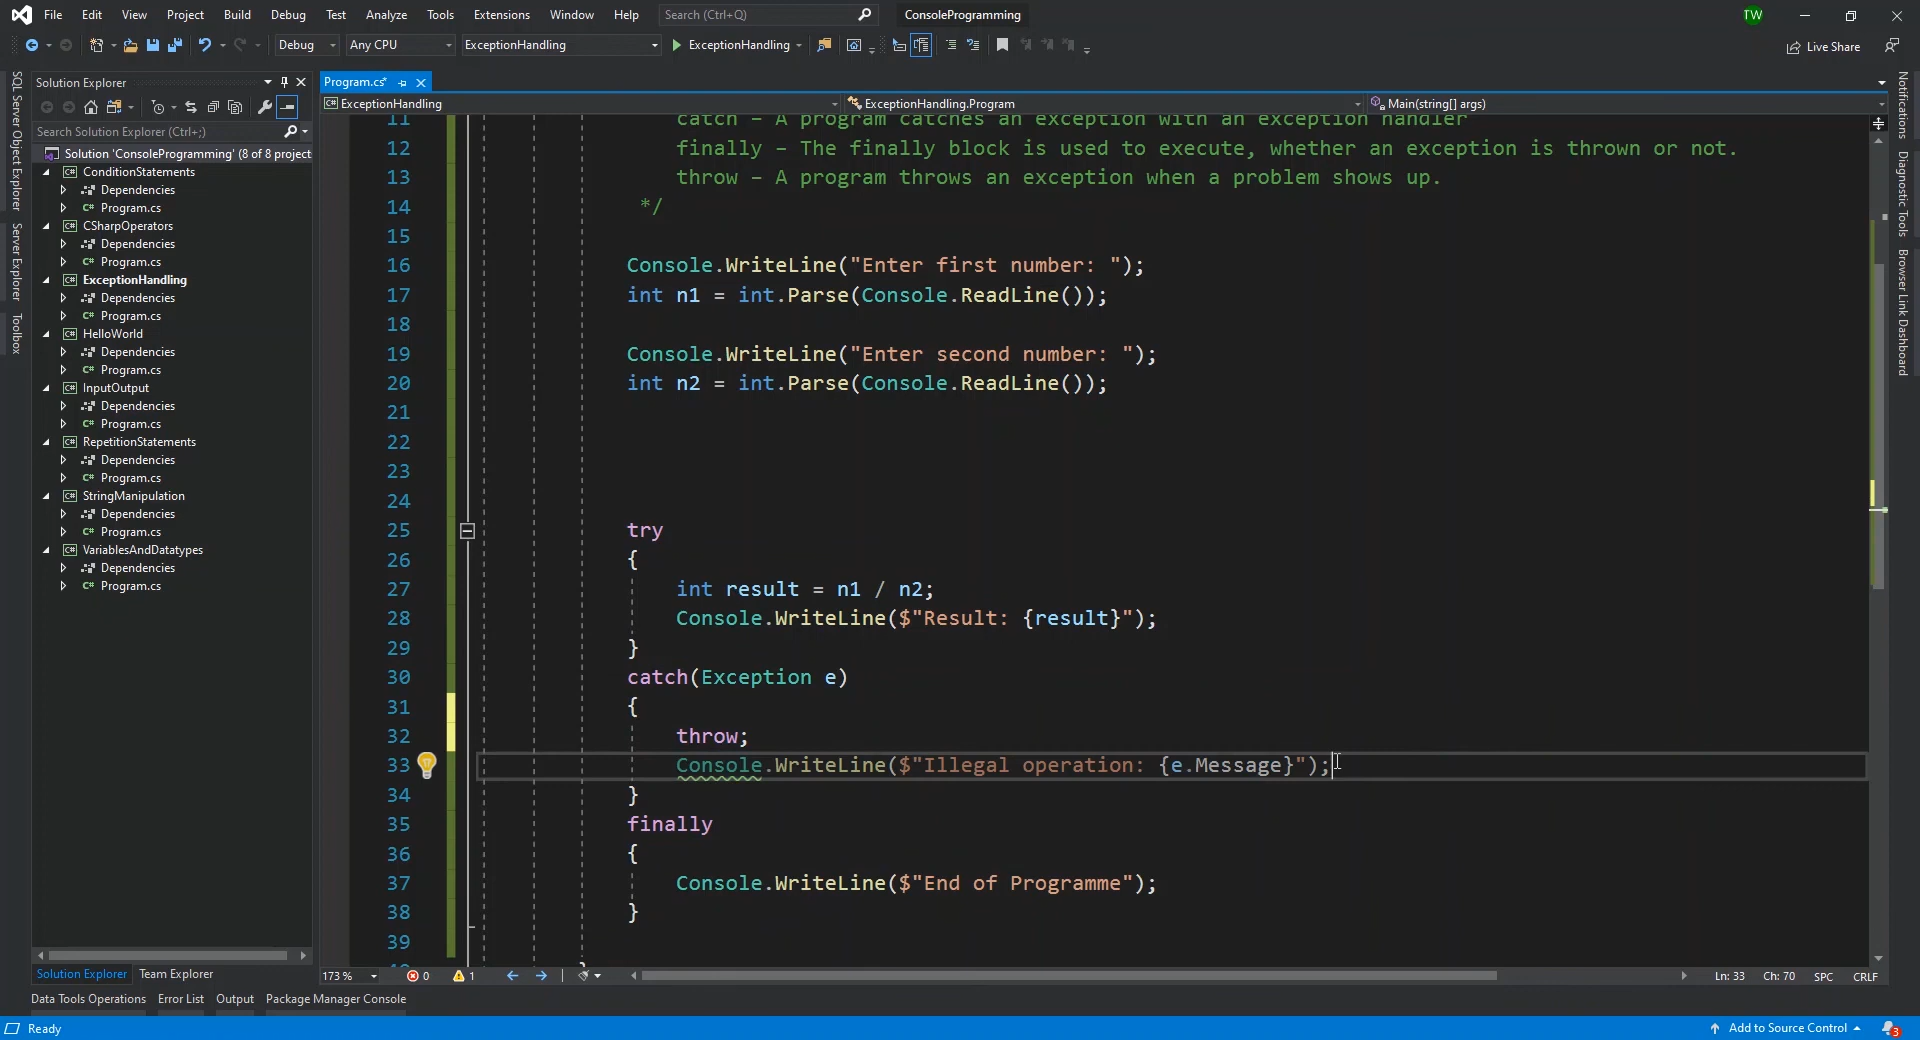 File Edit View Project Build Debug Test Analyze Tools Extensions Window Help Search (Ctrl+Q) ConsoleProgramming TW
Debug Any CPU ExceptionHandling ExceptionHandling Live Share
SQL Server Object Explorer
Server Explorer
Toolbox
Solution Explorer
Search Solution Explorer (Ctrl+;)
Solution 'ConsoleProgramming' (8 of 8 project
C# ConditionStatements
Dependencies
C# Program.cs
C# CSharpOperators
Dependencies
C# Program.cs
C# ExceptionHandling
Dependencies
C# Program.cs
C# HelloWorld
Dependencies
C# Program.cs
C# InputOutput
Dependencies
C# Program.cs
C# RepetitionStatements
Dependencies
C# Program.cs
C# StringManipulation
Dependencies
C# Program.cs
C# VariablesAndDatatypes
Dependencies
C# Program.cs
Solution Explorer Team Explorer
Program.cs*
C# ExceptionHandling ExceptionHandling.Program Main(string[] args)
11 catch – A program catches an exception with an exception handler
12 finally – The finally block is used to execute, whether an exception is thrown or not.
13 throw – A program throws an exception when a problem shows up.
14 */
15
16 Console.WriteLine("Enter first number: ");
17 int n1 = int.Parse(Console.ReadLine());
18
19 Console.WriteLine("Enter second number: ");
20 int n2 = int.Parse(Console.ReadLine());
21
22
23
24
25 try
26 {
27 int result = n1 / n2;
28 Console.WriteLine($"Result: {result}");
29 }
30 catch(Exception e)
31 {
32 throw;
33 Console.WriteLine($"Illegal operation: {e.Message}");
34 }
35 finally
36 {
37 Console.WriteLine($"End of Programme");
38 }
39
173 % 0 1 Ln: 33 Ch: 70 SPC CRLF
Notifications
Diagnostic Tools
Browser Link Dashboard
Data Tools Operations Error List Output Package Manager Console
Ready Add to Source Control 3